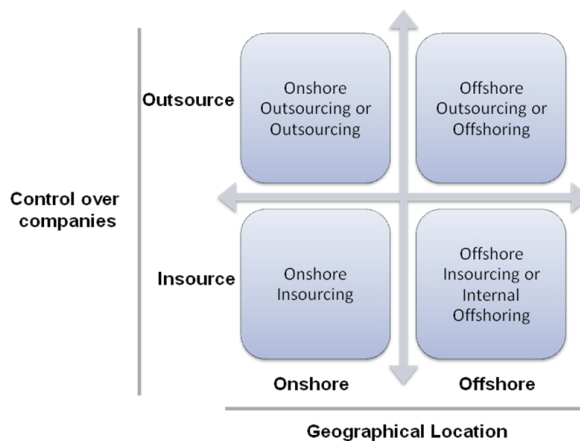 Outsource
Onshore
Outsourcing or
Outsourcing
Offshore
Outsourcing or
Offshoring
Control over
companies
Insource
Onshore
Insourcing
Offshore
Insourcing or
Internal
Offshoring
Onshore
Offshore
Geographical Location